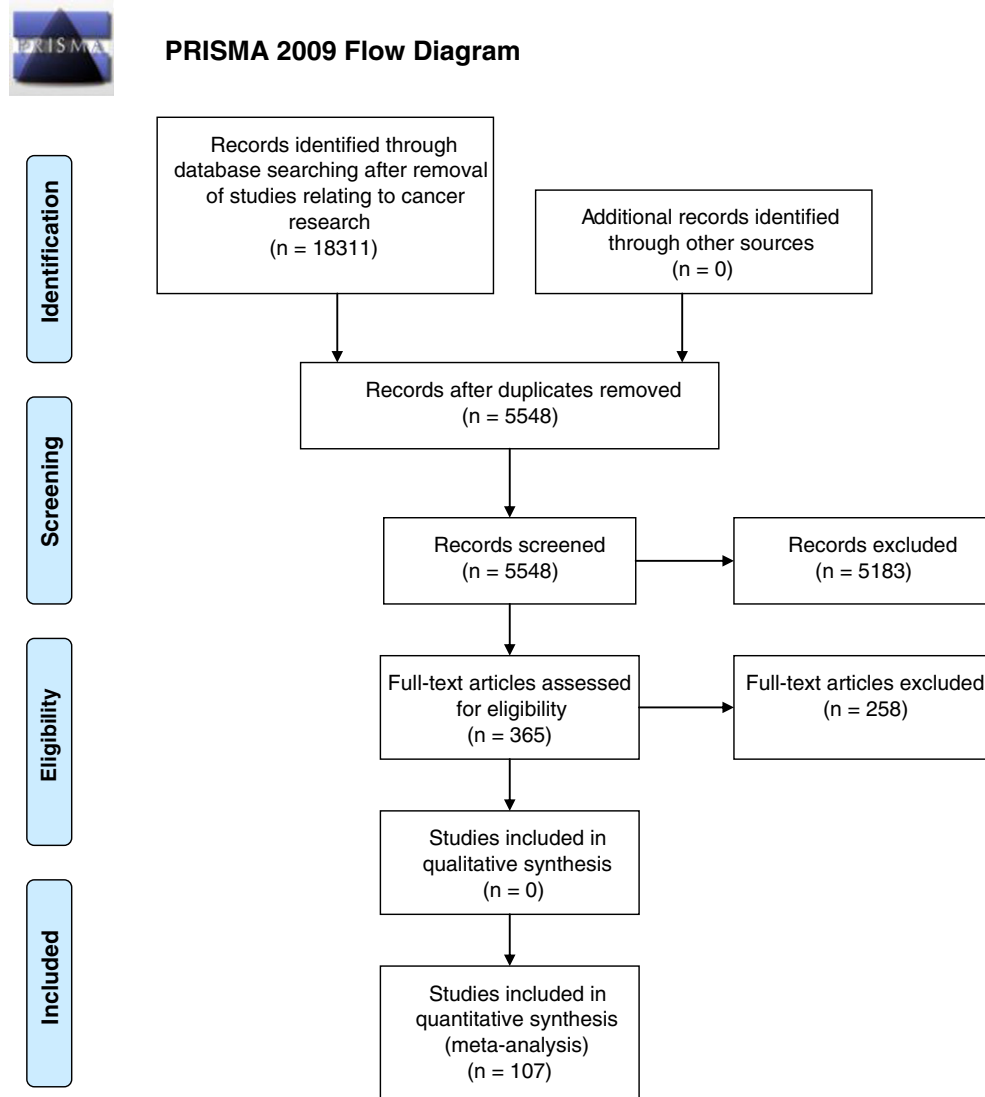 PRISMA
PRISMA 2009 Flow Diagram
Identification
Records identified through
database searching after removal
of studies relating to cancer
research
(n = 18311)
Additional records identified
through other sources
(n = 0)
Records after duplicates removed
(n = 5548)
Screening
Records screened
(n = 5548)
Records excluded
(n = 5183)
Eligibility
Full-text articles assessed
for eligibility
(n = 365)
Full-text articles excluded
(n = 258)
Studies included in
qualitative synthesis
(n = 0)
Included
Studies included in
quantitative synthesis
(meta-analysis)
(n = 107)